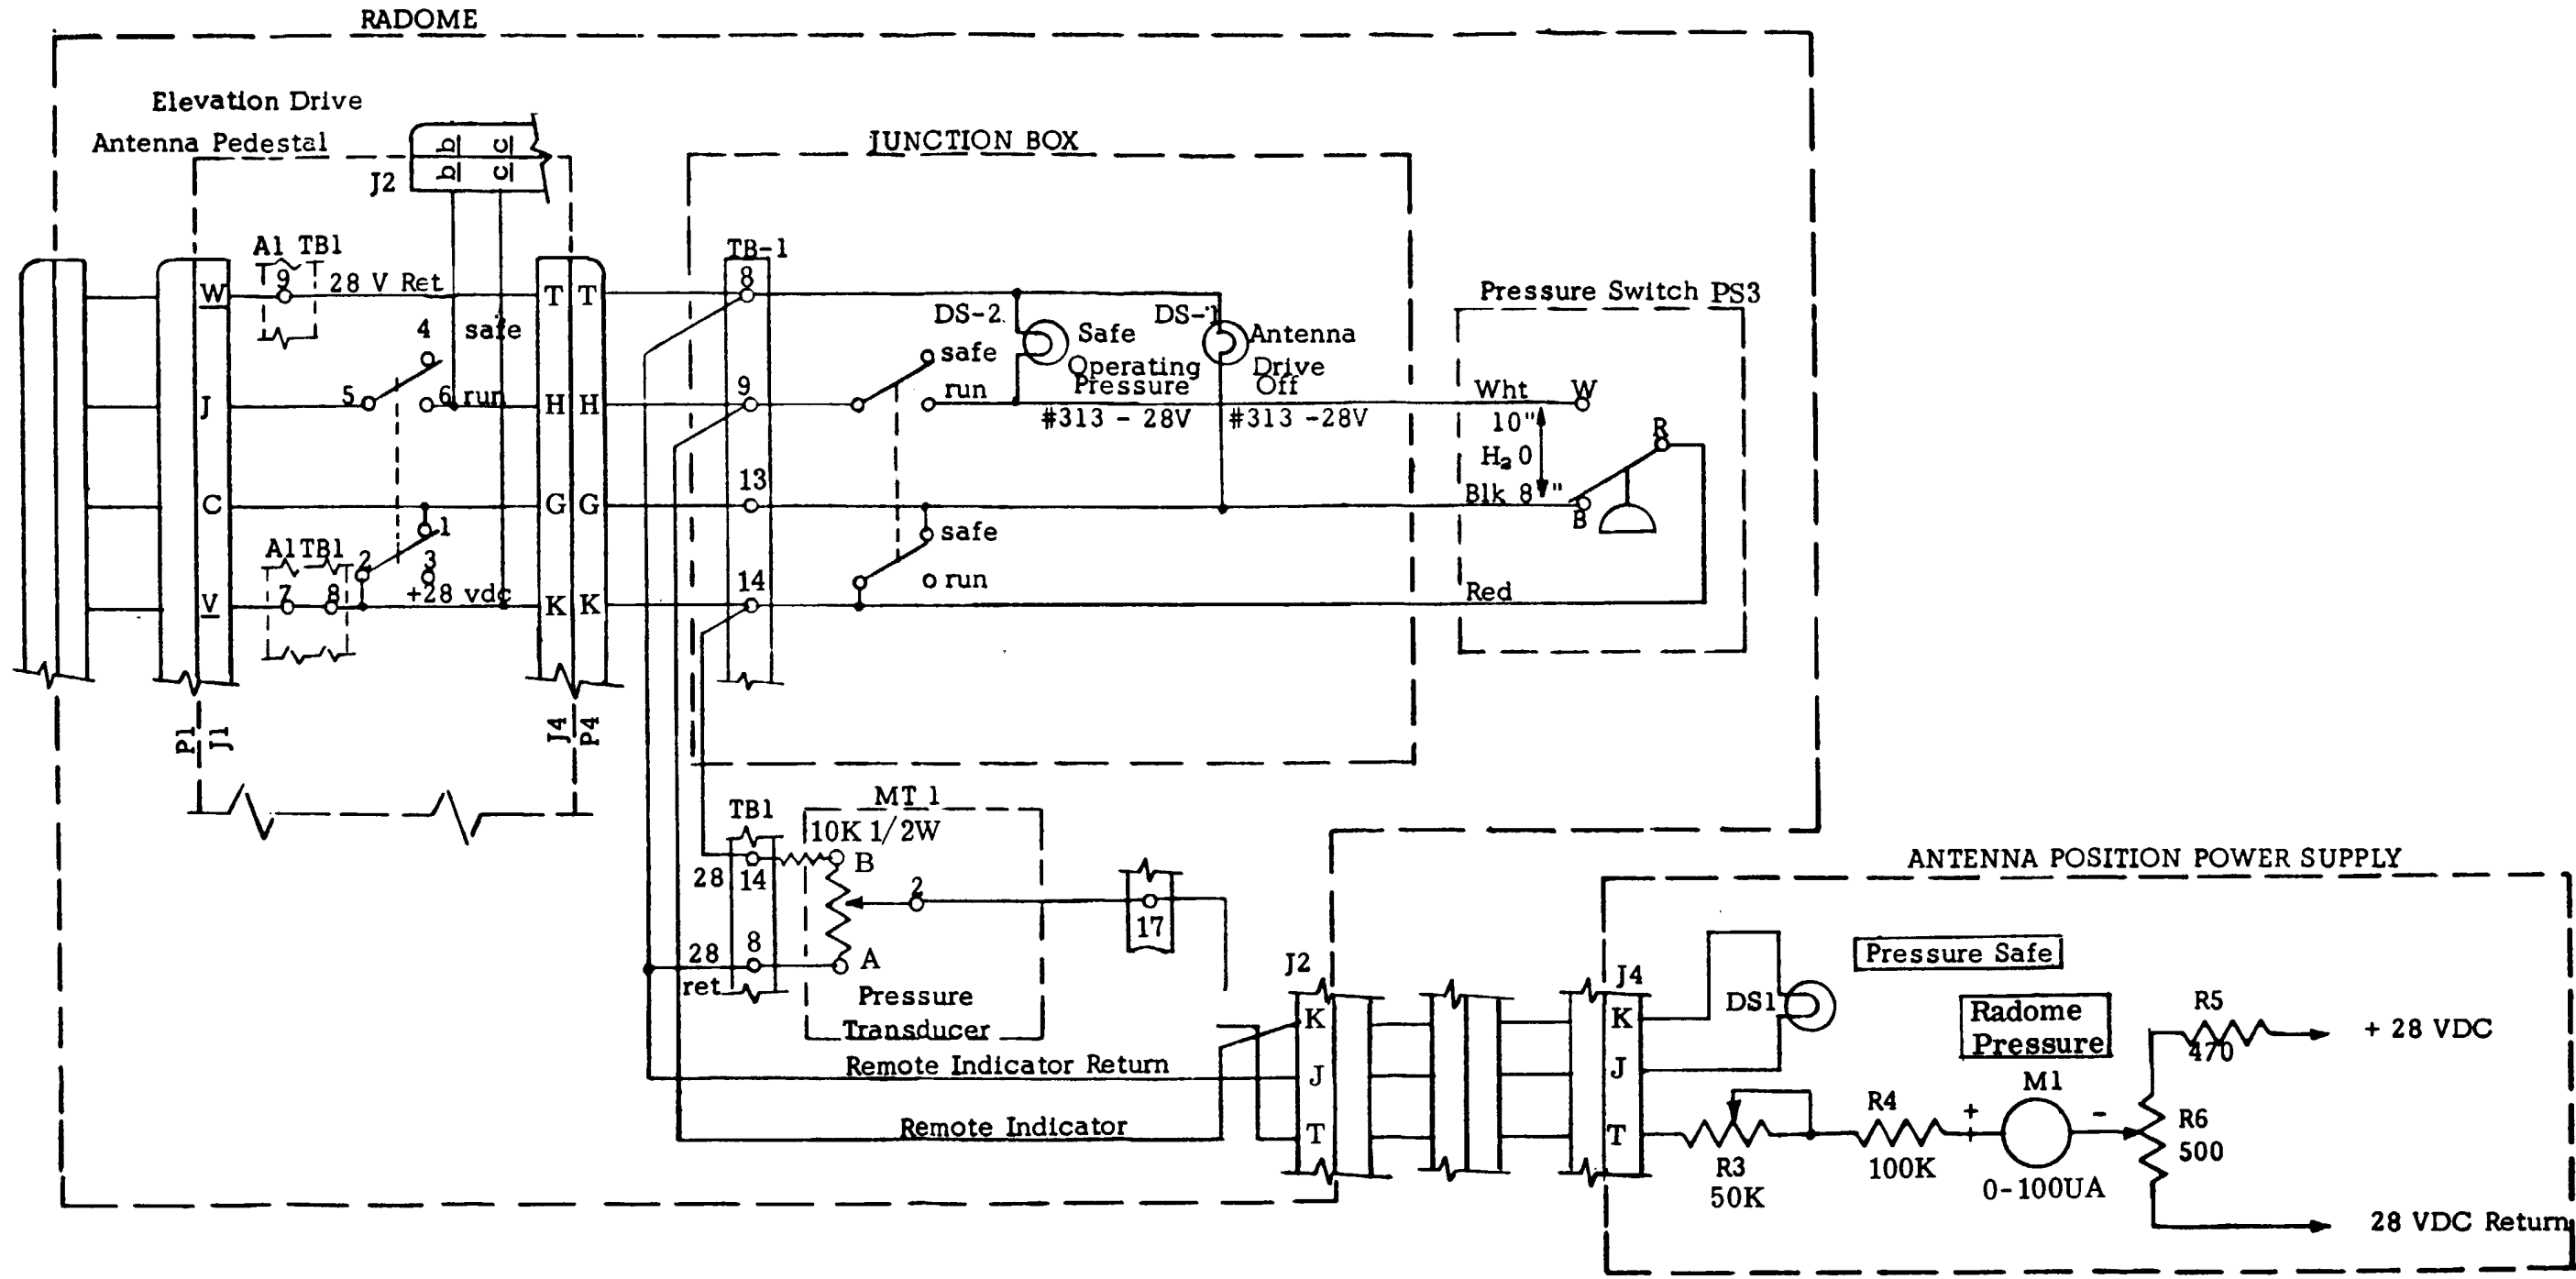 RADOME
Elevation Drive
Antenna Pedestal
J2
b
c
b
c
JUNCTION BOX
A1 TB1
9
28 V Ret
W
T T
4 safe
5
6 run
J
H H
C
G G
1
A1 TB1
2
3
7
8
+28 vdc
V
K K
P1
J1
J4
P4
TB-1
8
9
13
14
DS-2
safe
run
Safe
Operating
Pressure
#313 - 28V
DS-1
Antenna
Drive
Off
#313 -28V
safe
run
Pressure Switch PS3
Wht W
10"
H₂0
Blk 8"
B
R
Red
TB1
MT 1
10K 1/2W
28
14
B
2
17
28
ret
8
A
Pressure
Transducer
Remote Indicator Return
Remote Indicator
J2
K
J
T
ANTENNA POSITION POWER SUPPLY
J4
K
J
T
DS1
Pressure Safe
Radome
Pressure
M1
+
-
0-100UA
R3
50K
R4
100K
R5
470
+ 28 VDC
R6
500
28 VDC Return